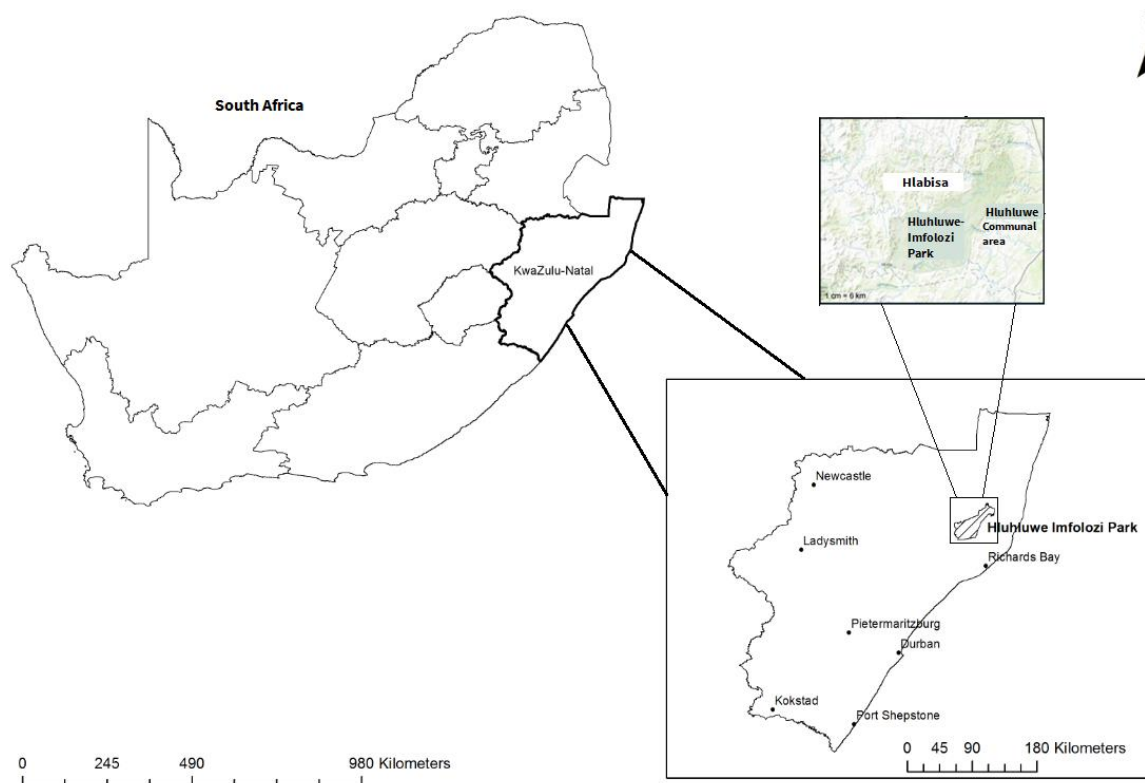 South Africa
KwaZulu-Natal
Hlabisa
Hluhluwe-
Imfolozi
Park
Hluhluwe
Communal
area
1 cm = 6 km
Newcastle
Ladysmith
Hluhluwe Imfolozi Park
Richards Bay
Pietermaritzburg
Durban
Kokstad
Port Shepstone
0 45 90 180 Kilometers
0 245 490 980 Kilometers